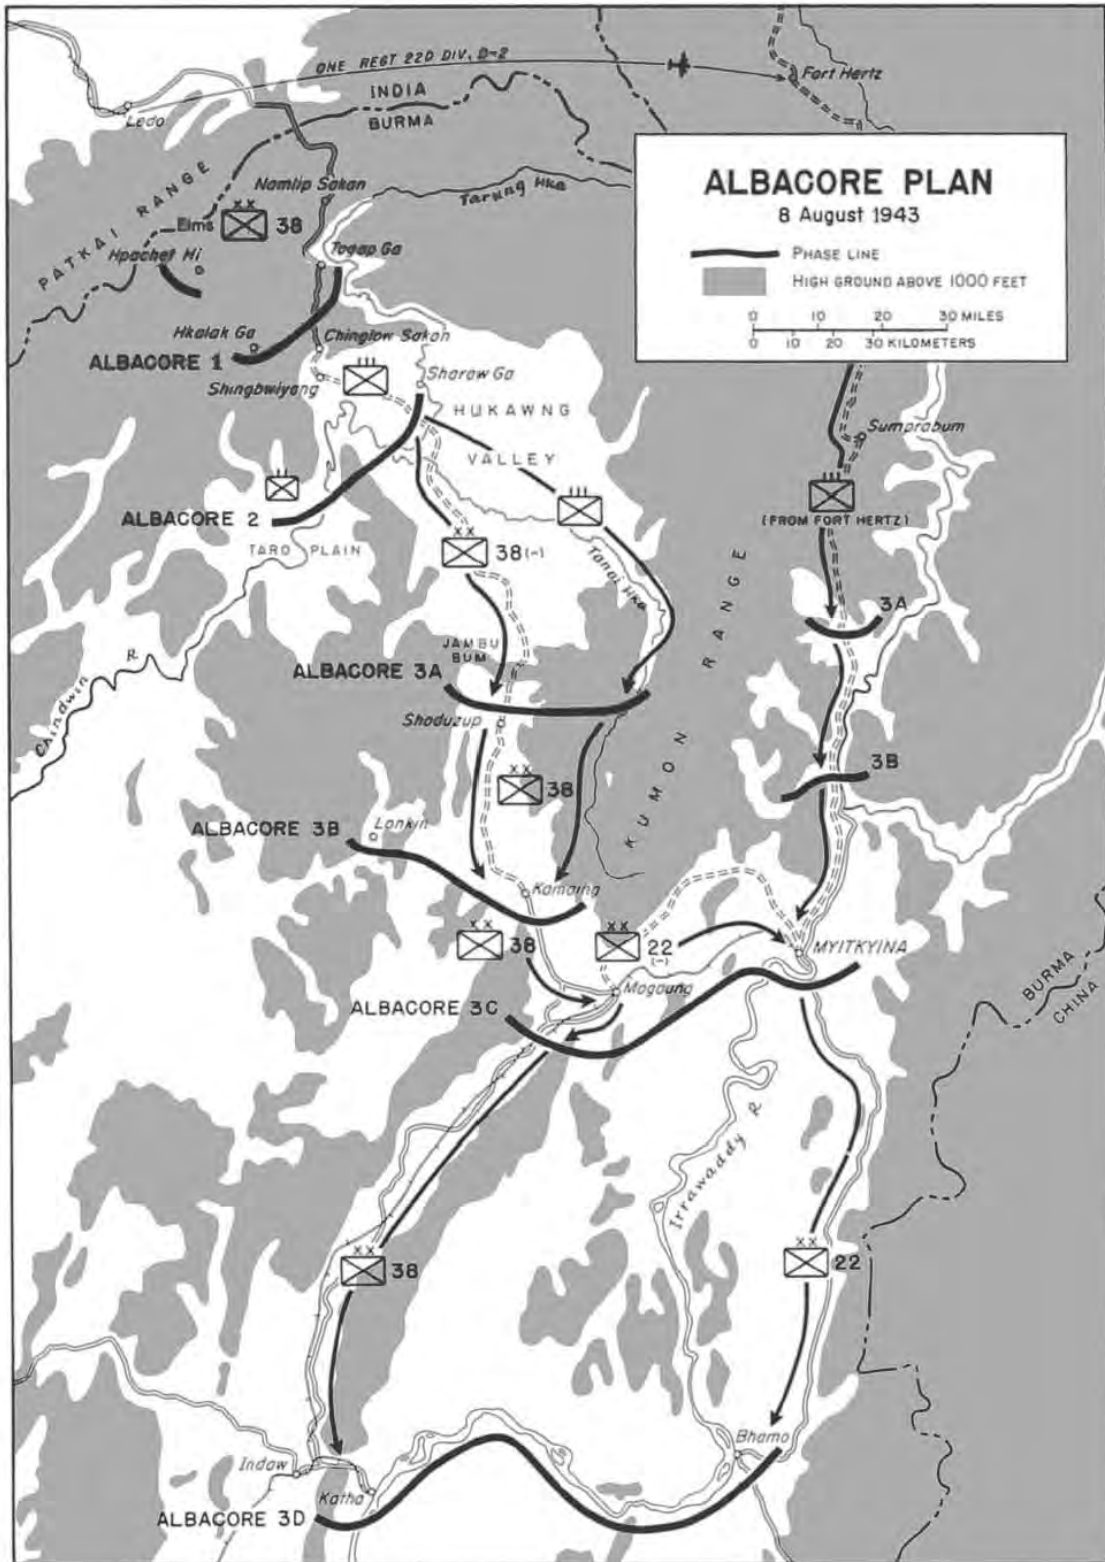 ONE REGT 22D DIV, D-2
Fort Hertz
Ledo
INDIA
BURMA
ALBACORE PLAN
8 August 1943
PHASE LINE
HIGH GROUND ABOVE 1000 FEET
0 10 20 30 MILES
0 10 20 30 KILOMETERS
PATKAI RANGE
Namlip Sakan
Tarung Hka
Elms
38
Hpachet Hi
Tagap Ga
Hkalak Ga
Chinglow Sakan
ALBACORE 1
Shingbwiyang
Sharaw Ga
HUKAWNG
VALLEY
Sumprabum
(FROM FORT HERTZ)
ALBACORE 2
TARO PLAIN
38(-)
Tanai Hka
KUMON RANGE
3A
JAMBU
BUM
ALBACORE 3A
Chindwin R
Shaduzup
3B
38
ALBACORE 3B
Lonkin
Kamaing
38
22
(-)
MYITKYINA
BURMA
CHINA
Mogaung
ALBACORE 3C
Irrawaddy R
38
22
Bhamo
Indaw
Katha
ALBACORE 3D